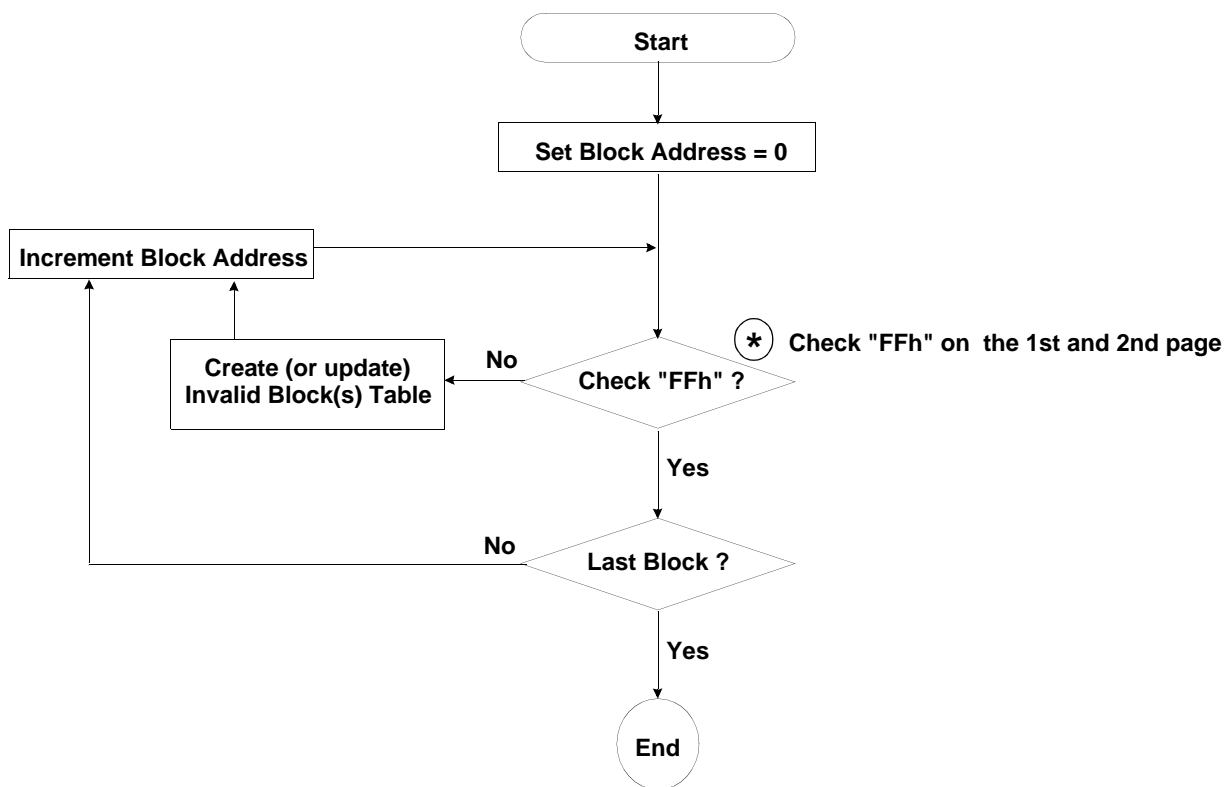 Start
Set Block Address = 0
Increment Block Address
* Check "FFh" on the 1st and 2nd page
No
Create (or update)
Invalid Block(s) Table
Check "FFh" ?
Yes
No
Last Block ?
Yes
End